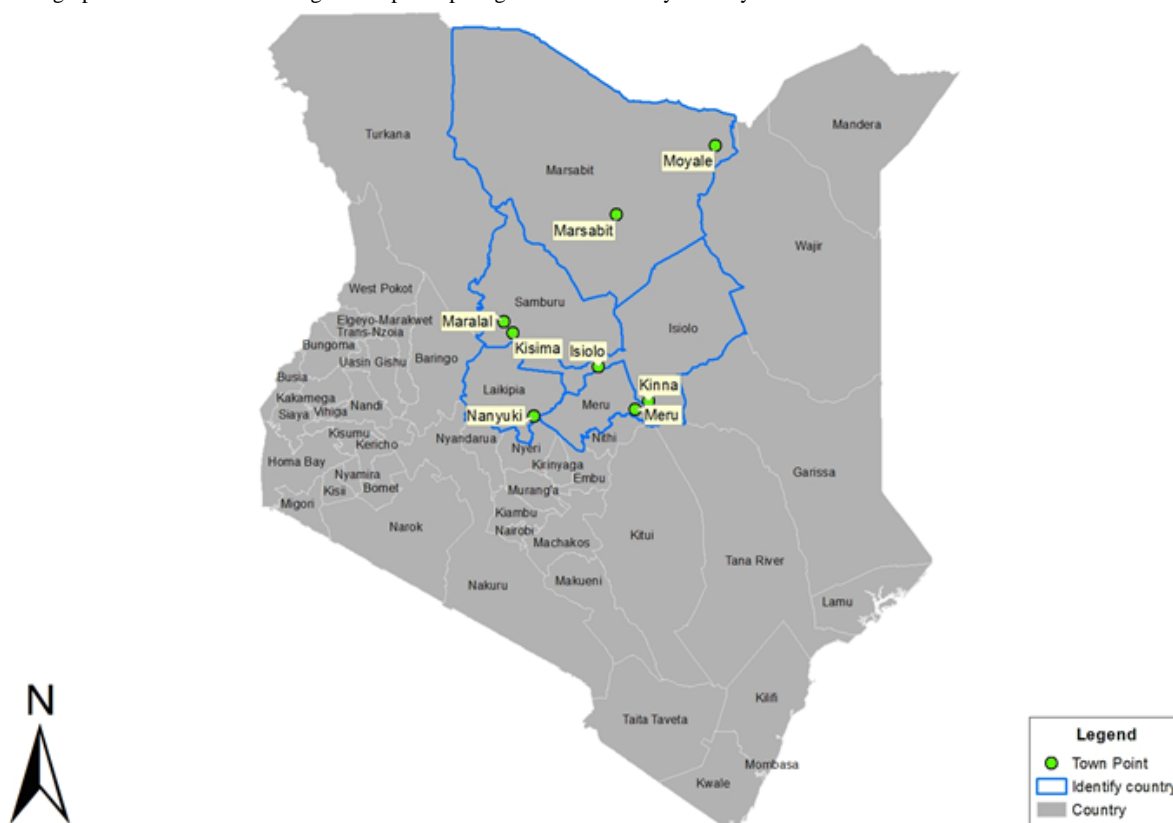 Mandera
Turkana
Moyale
Marsabit
Marsabit
Wajir
West Pokot
Samburu
Maralal
Elgeyo-Marakwet
Trans-Nzoia
Isiolo
Bungoma
Kisima
Isiolo
Uasin Gishu
Baringo
Busia
Kinna
Laikipia
Kakamega
Meru
Nandi
Siaya
Vihiga
Nanyuki
Meru
Kisumu
Nyandarua
Nithi
Kericho
Nyeri
Homa Bay
Kirinyaga
Garissa
Nyamira
Embu
Kisii
Bomet
Murang'a
Migori
Kiambu
Narok
Nairobi
Kitui
Machakos
Tana River
Nakuru
Makueni
Lamu
N
Kilifi
Taita Taveta
Mombasa
Kwale
Legend
Town Point
Identify country
Country